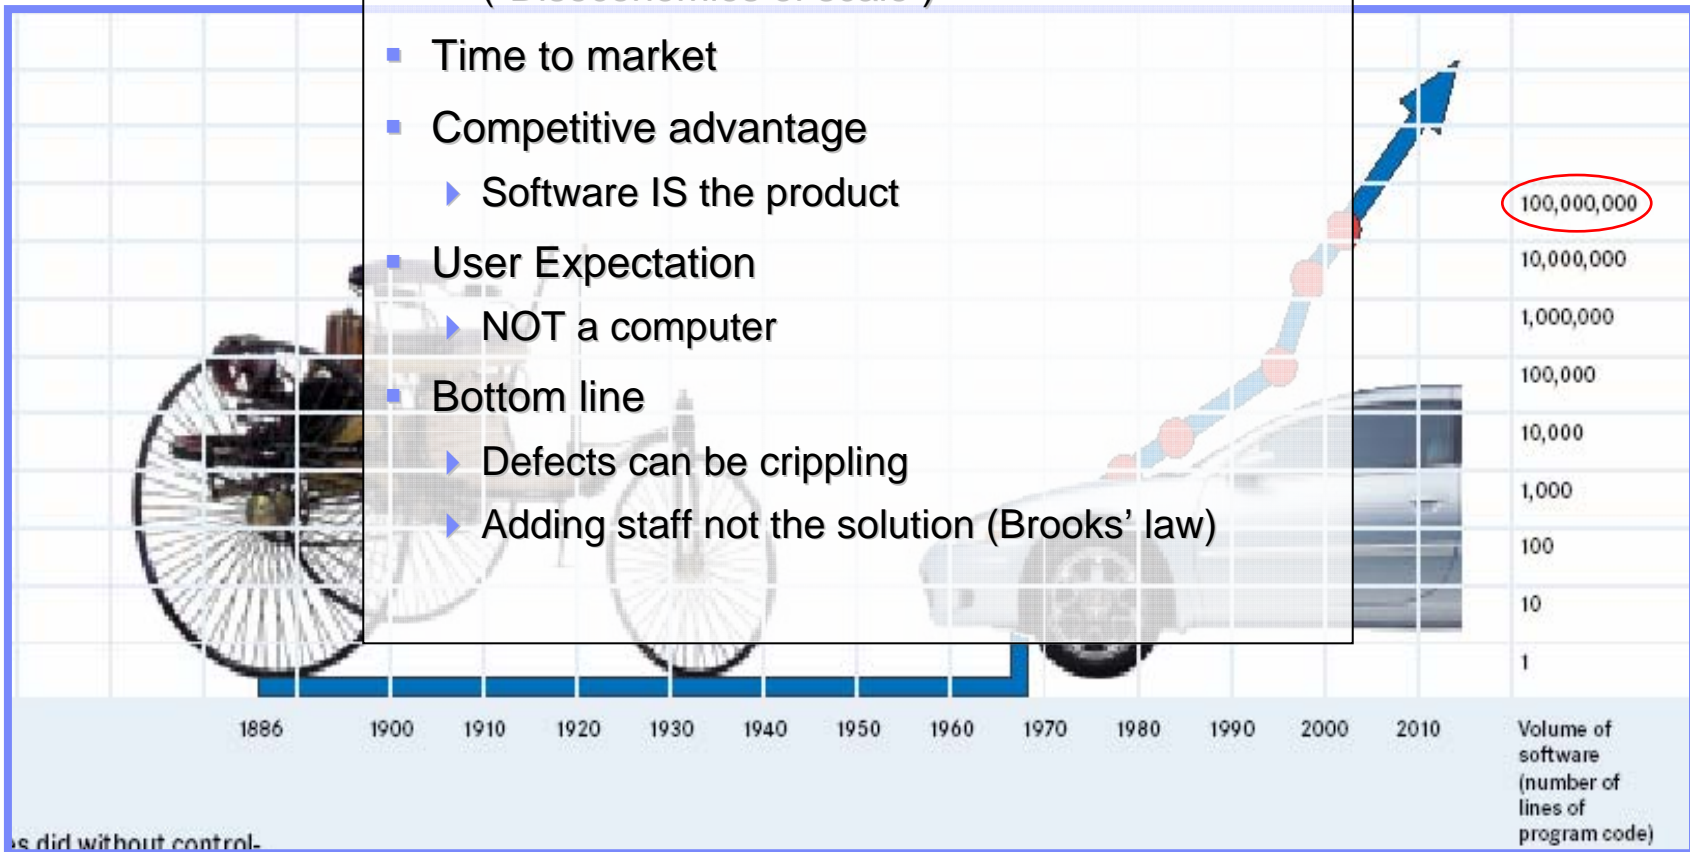 Time to market
Competitive advantage
Software IS the product
User Expectation
NOT a computer
Bottom line
Defects can be crippling
Adding staff not the solution (Brooks’ law)
100,000,000
10,000,000
1,000,000
100,000
10,000
1,000
100
10
1
1886 1900 1910 1920 1930 1940 1950 1960 1970 1980 1990 2000 2010
Volume of
software
(number of
lines of
program code)
es did without control-